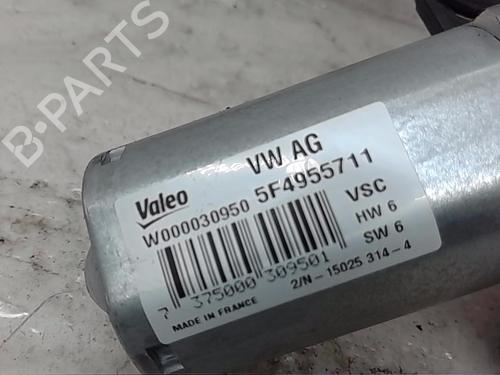 B-PARTS
VW AG
Valeo
W000030950 5F4955711
VSC
HW 6
SW 6
7 375000 309501
2/N-15025 314-4
MADE IN FRANCE